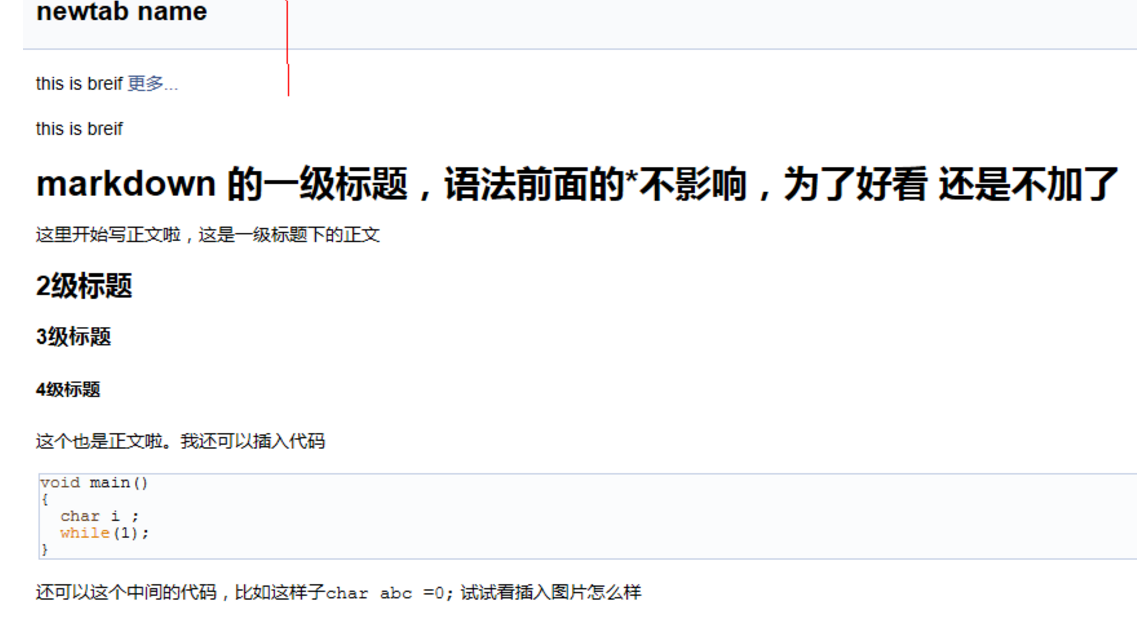 newtab name
this is breif 更多...
this is breif
markdown 的一级标题，语法前面的*不影响，为了好看 还是不加了
这里开始写正文啦，这是一级标题下的正文
2级标题
3级标题
4级标题
这个也是正文啦。我还可以插入代码
void main()
{
  char i ;
  while(1);
}
还可以这个中间的代码，比如这样子char abc =0; 试试看插入图片怎么样